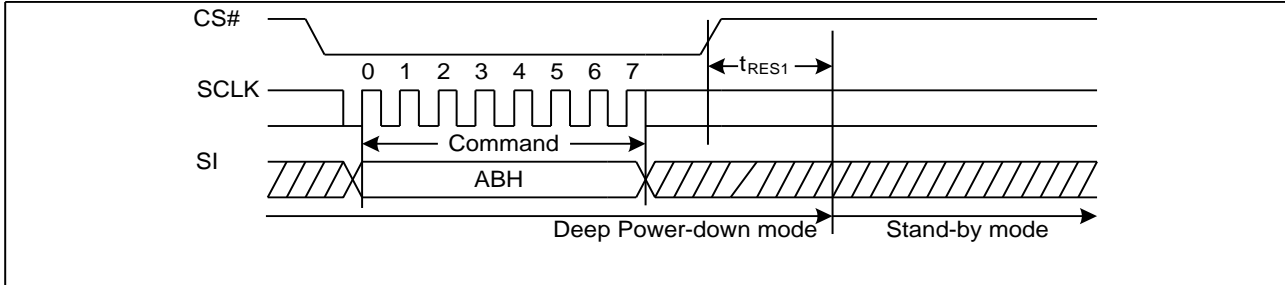 CS#
tRES1
0 1 2 3 4 5 6 7
SCLK
Command
SI
ABH
Deep Power-down mode Stand-by mode